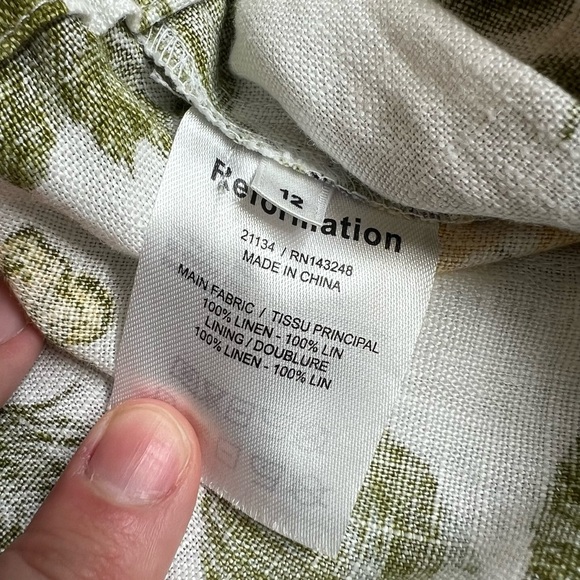 12
Reformation
21134 / RN143248
MADE IN CHINA
MAIN FABRIC / TISSU PRINCIPAL
100% LINEN - 100% LIN
LINING / DOUBLURE
100% LINEN - 100% LIN